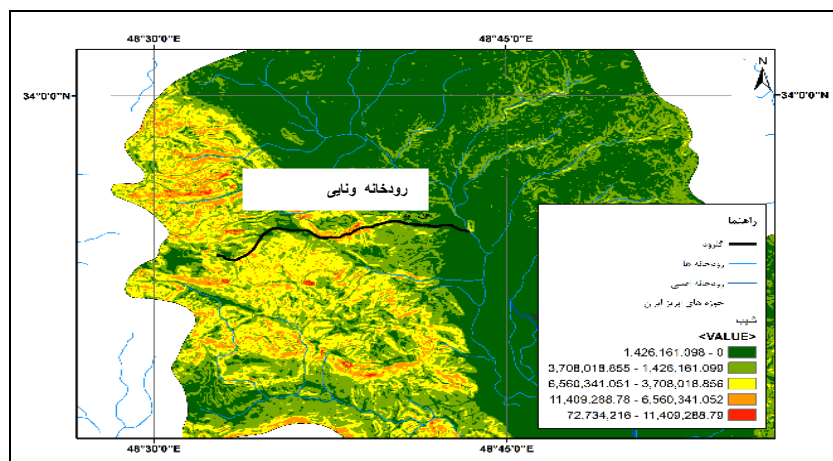 48°30'0"E
48°45'0"E
N
34°0'0"N
34°0'0"N
رودخانه ونایی
راهنما
گلرود
رودخانه ها
رودخانه اصلی
حوزه های آبریز ایران
شیب
<VALUE>
1,426,161.098 - 0
3,708,018.855 - 1,426,161.099
6,560,341.051 - 3,708,018.856
11,409,288.78 - 6,560,341.052
72,734,216 - 11,409,288.79
48°30'0"E
48°45'0"E